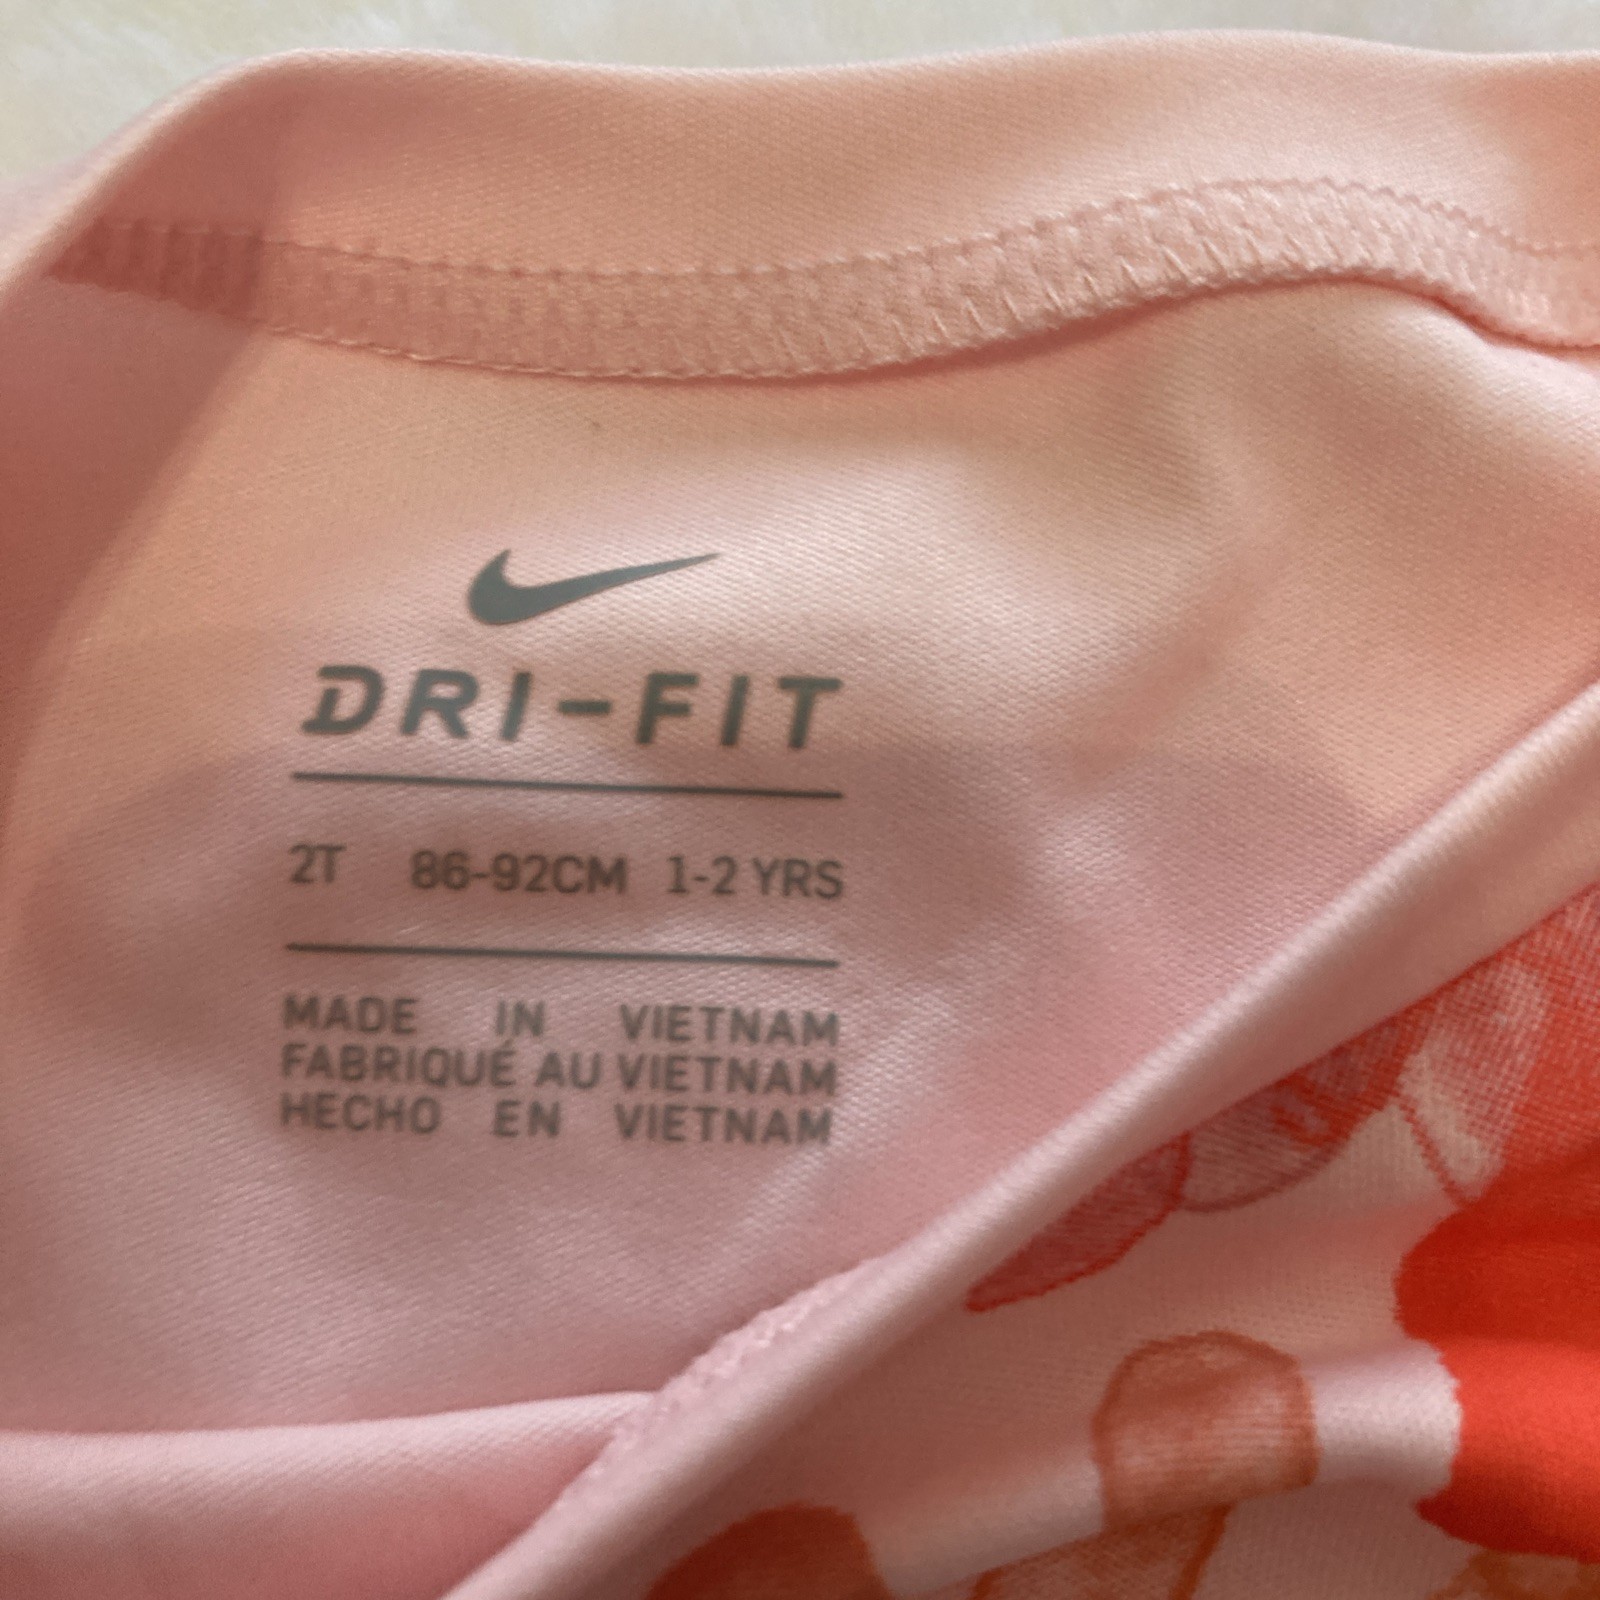 DRI-FIT
2T 86-92CM 1-2 YRS
MADE IN VIETNAM
FABRIQUÉ AU VIETNAM
HECHO EN VIETNAM